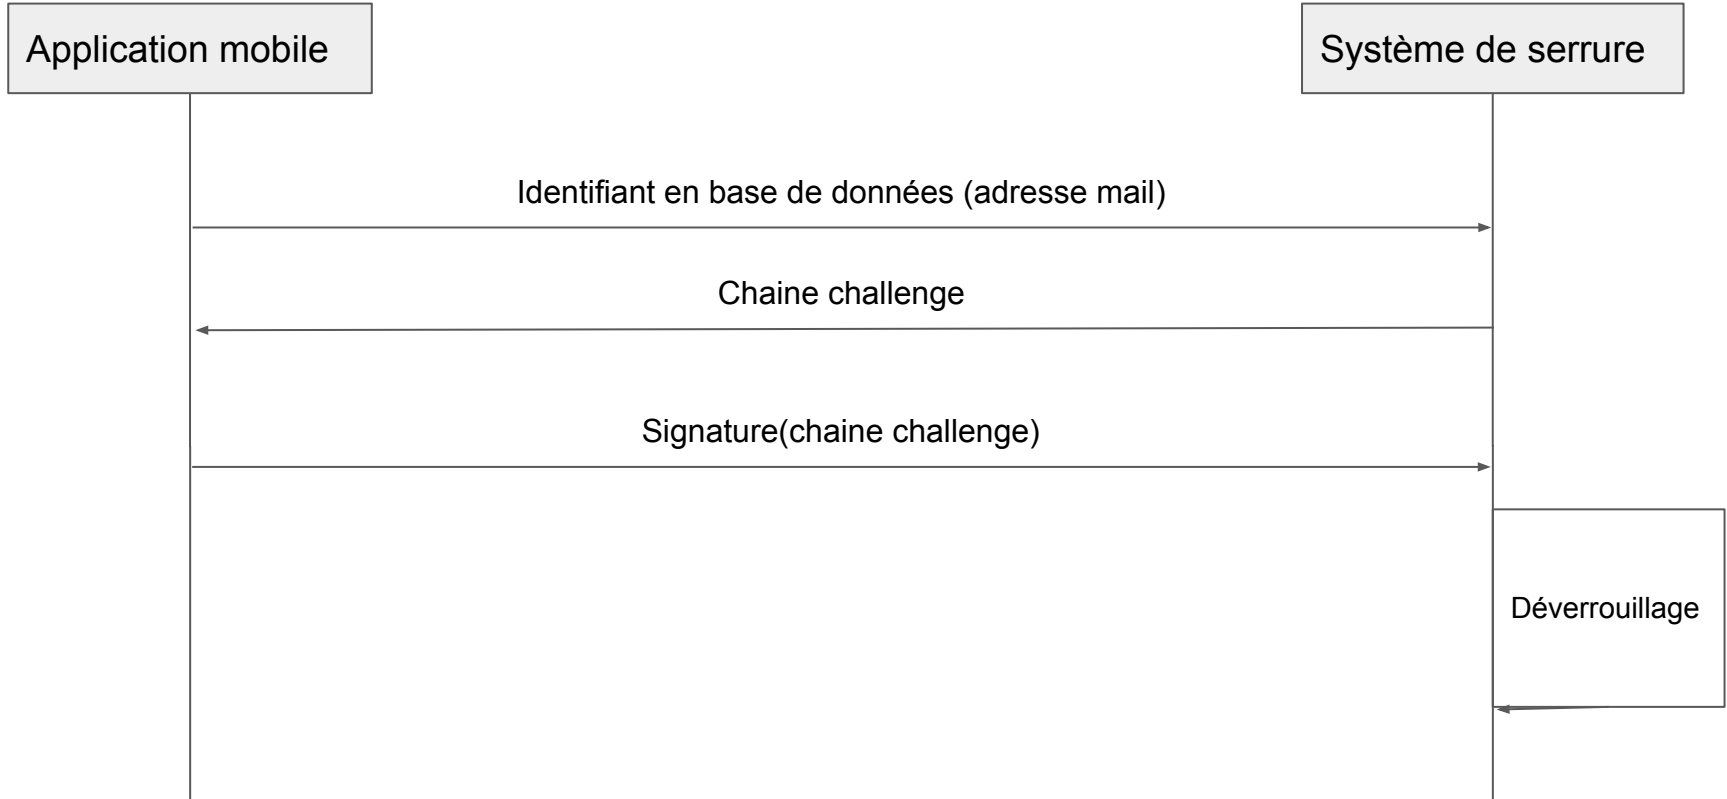 Application mobile
Système de serrure
Identifiant en base de données (adresse mail)
Chaine challenge
Signature(chaine challenge)
Déverrouillage